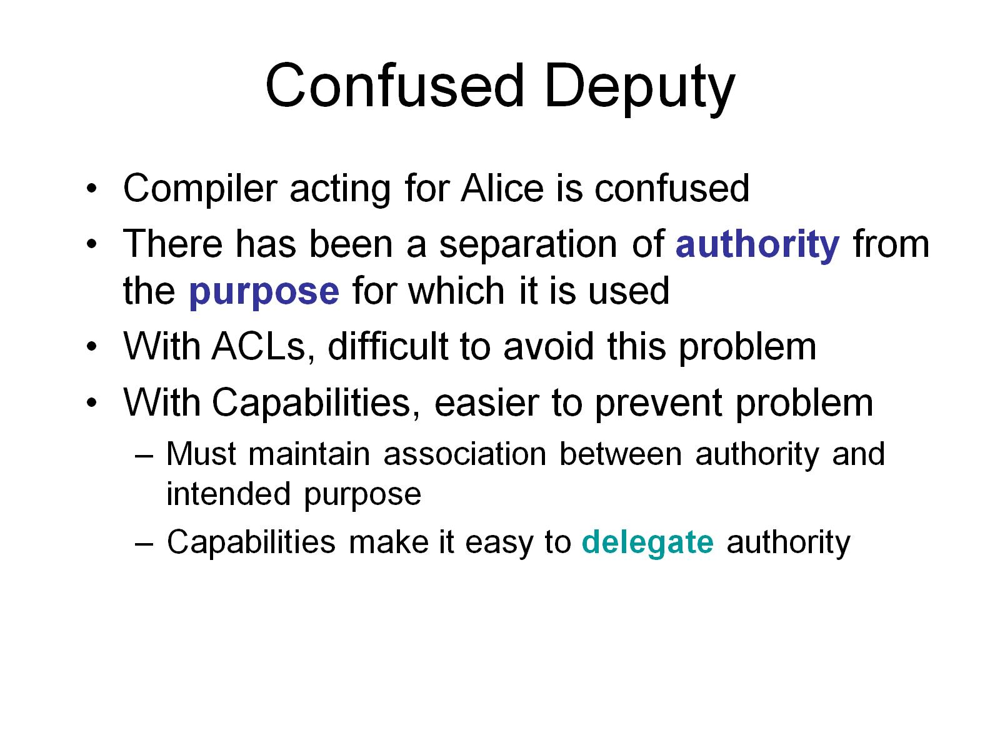 Confused Deputy
• Compiler acting for Alice is confused
• There has been a separation of authority from
the purpose for which it is used
• With ACLs, difficult to avoid this problem
• With Capabilities, easier to prevent problem
– Must maintain association between authority and
intended purpose
– Capabilities make it easy to delegate authority